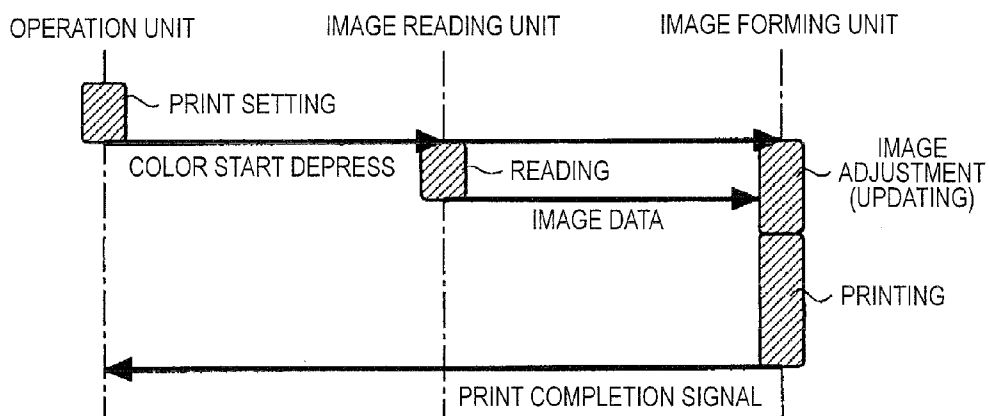 OPERATION UNIT
IMAGE READING UNIT
IMAGE FORMING UNIT
PRINT SETTING
COLOR START DEPRESS
READING
IMAGE
ADJUSTMENT
(UPDATING)
IMAGE DATA
PRINTING
PRINT COMPLETION SIGNAL